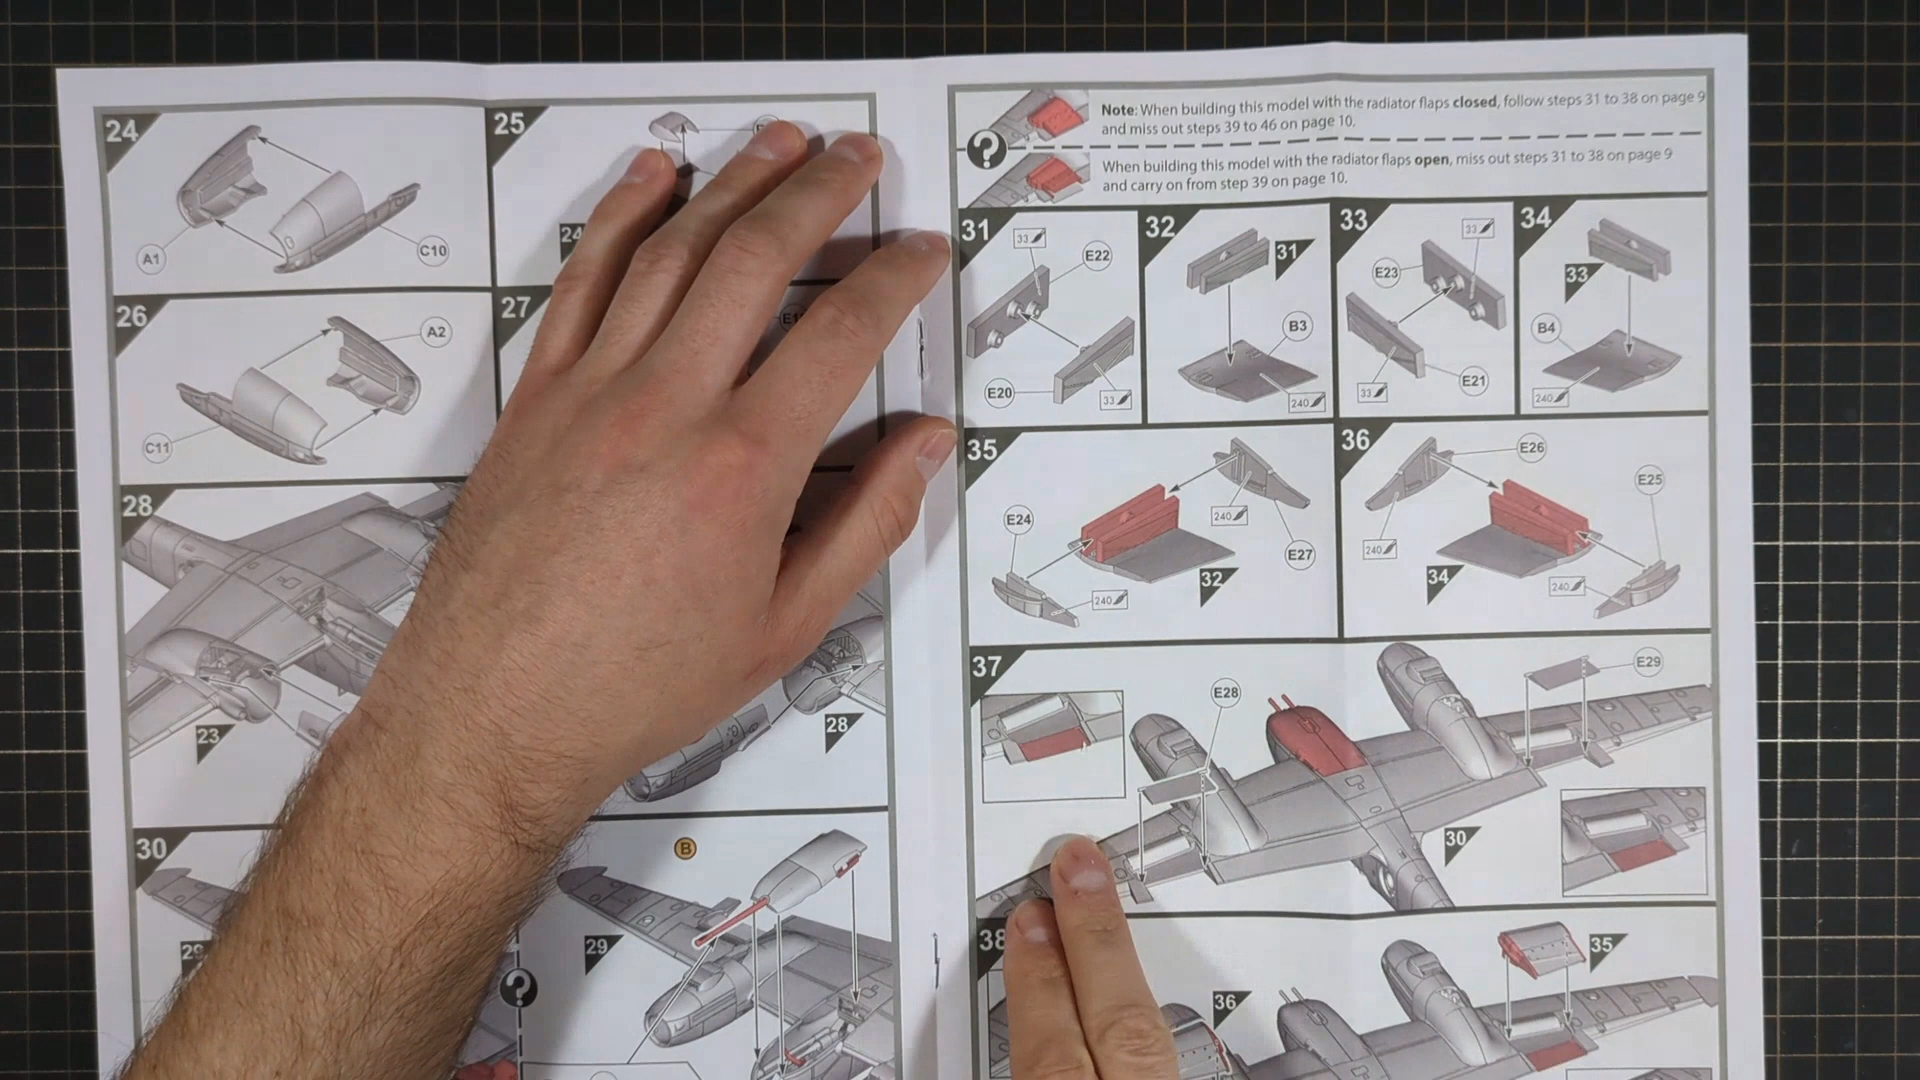 24
A1
C10
25
24
26
A2
C11
27
28
23
28
30
29
B
29
Note: When building this model with the radiator flaps closed, follow steps 31 to 38 on page 9
and miss out steps 39 to 46 on page 10.
?
When building this model with the radiator flaps open, miss out steps 31 to 38 on page 9
and carry on from step 39 on page 10.
31
33
E22
E20
33
32
31
B3
240
33
33
E23
33
E21
34
33
B4
240
35
E24
240
E27
32
240
36
E26
E25
240
34
240
37
E28
E29
30
38
36
35
?